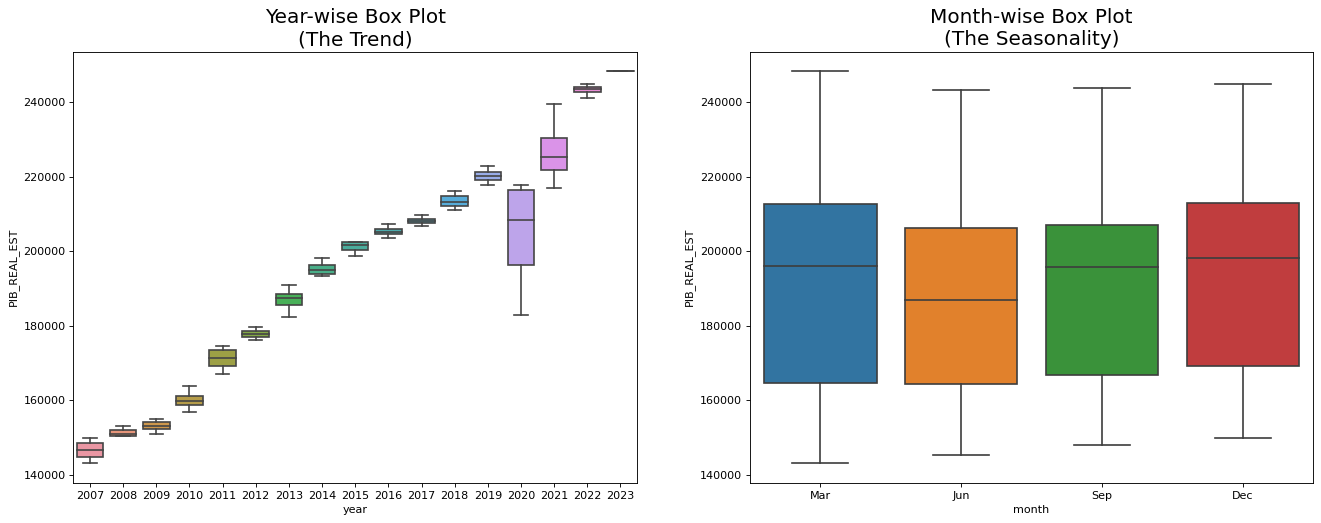 Year-wise Box Plot
(The Trend)
240000
220000
200000
180000
160000
140000
PIB_REAL_EST
2007 2008 2009 2010 2011 2012 2013 2014 2015 2016 2017 2018 2019 2020 2021 2022 2023
year
Month-wise Box Plot
(The Seasonality)
240000
220000
200000
180000
160000
140000
PIB_REAL_EST
Mar Jun Sep Dec
month